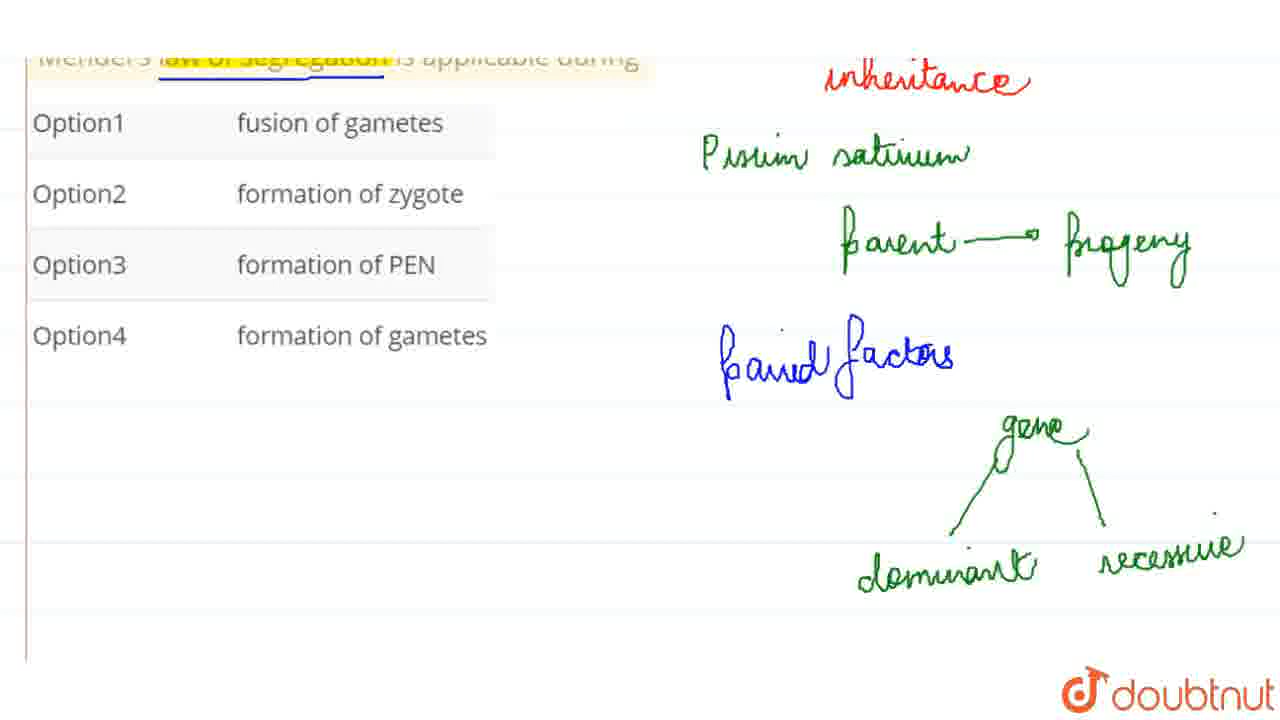 Mendel's law of Segregation is applicable during
Option1 fusion of gametes
Option2 formation of zygote
Option3 formation of PEN
Option4 formation of gametes
inheritance
Pisum sativum
parent progeny
paired factors
gene
dominant recessive
doubtnut